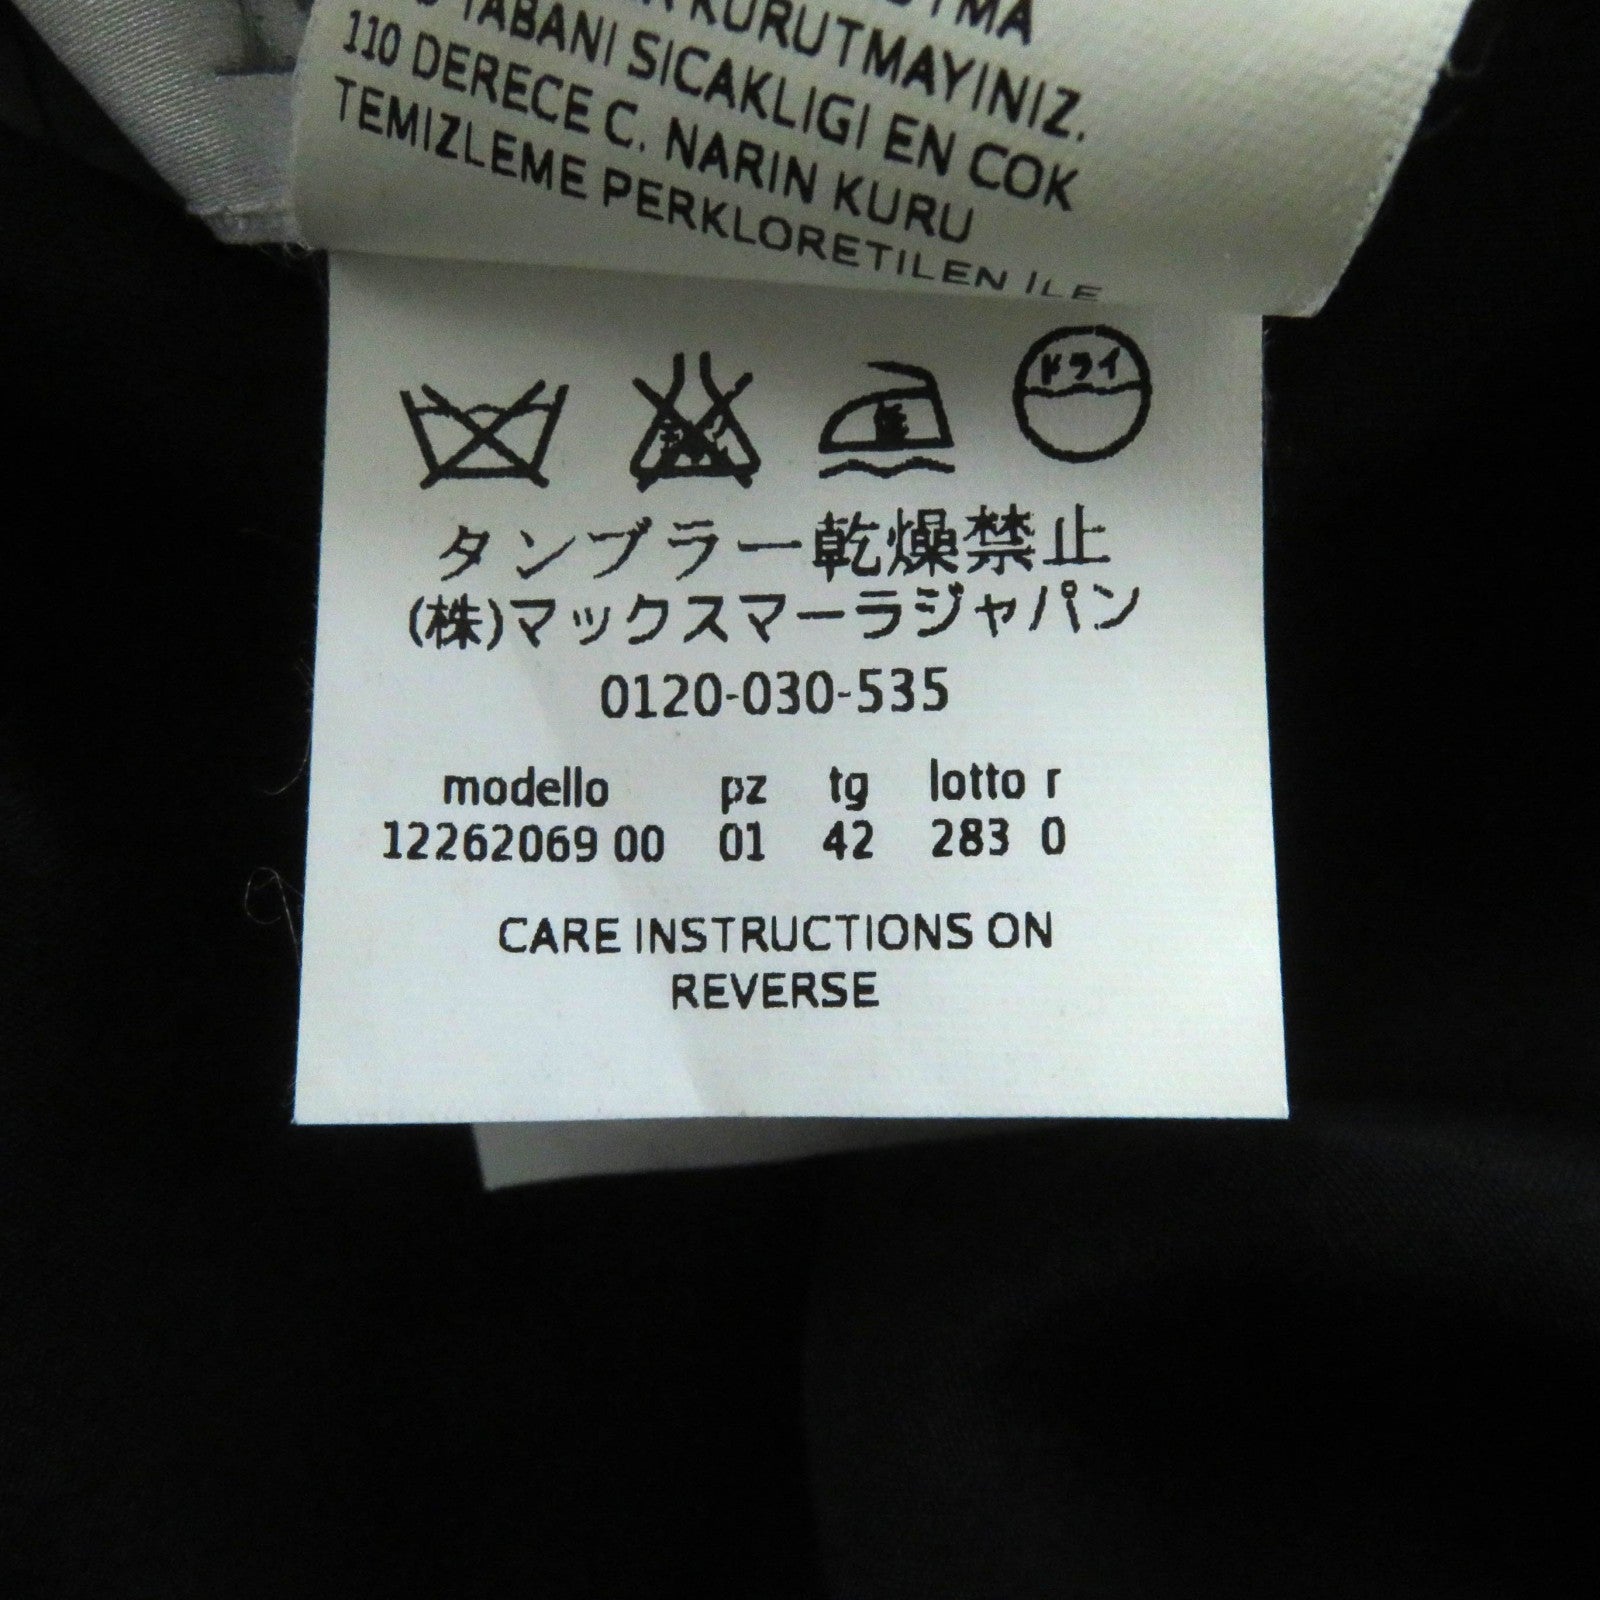 KURUTMAYINIZ.
TABANI SICAKLIGI EN COK
110 DERECE C. NARIN KURU
TEMIZLEME PERKLORETILEN ILE
ドライ
タンブラー乾燥禁止
(株)マックスマーラジャパン
0120-030-535
modello pz tg lotto r
12262069 00 01 42 283 0
CARE INSTRUCTIONS ON
REVERSE